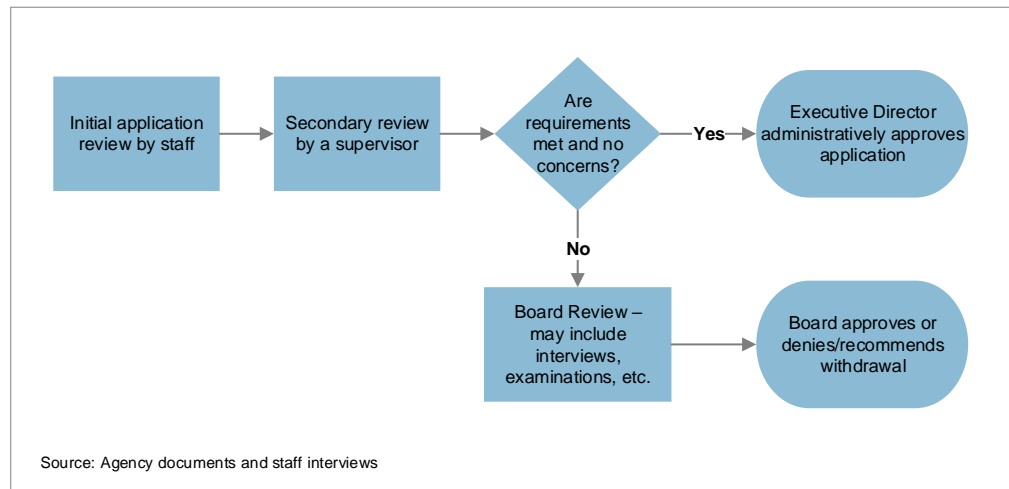 Initial application
review by staff
Secondary review
by a supervisor
Are
requirements
met and no
concerns?
Yes
Executive Director
administratively approves
application
No
Board Review –
may include
interviews,
examinations, etc.
Board approves or
denies/recommends
withdrawal
Source: Agency documents and staff interviews